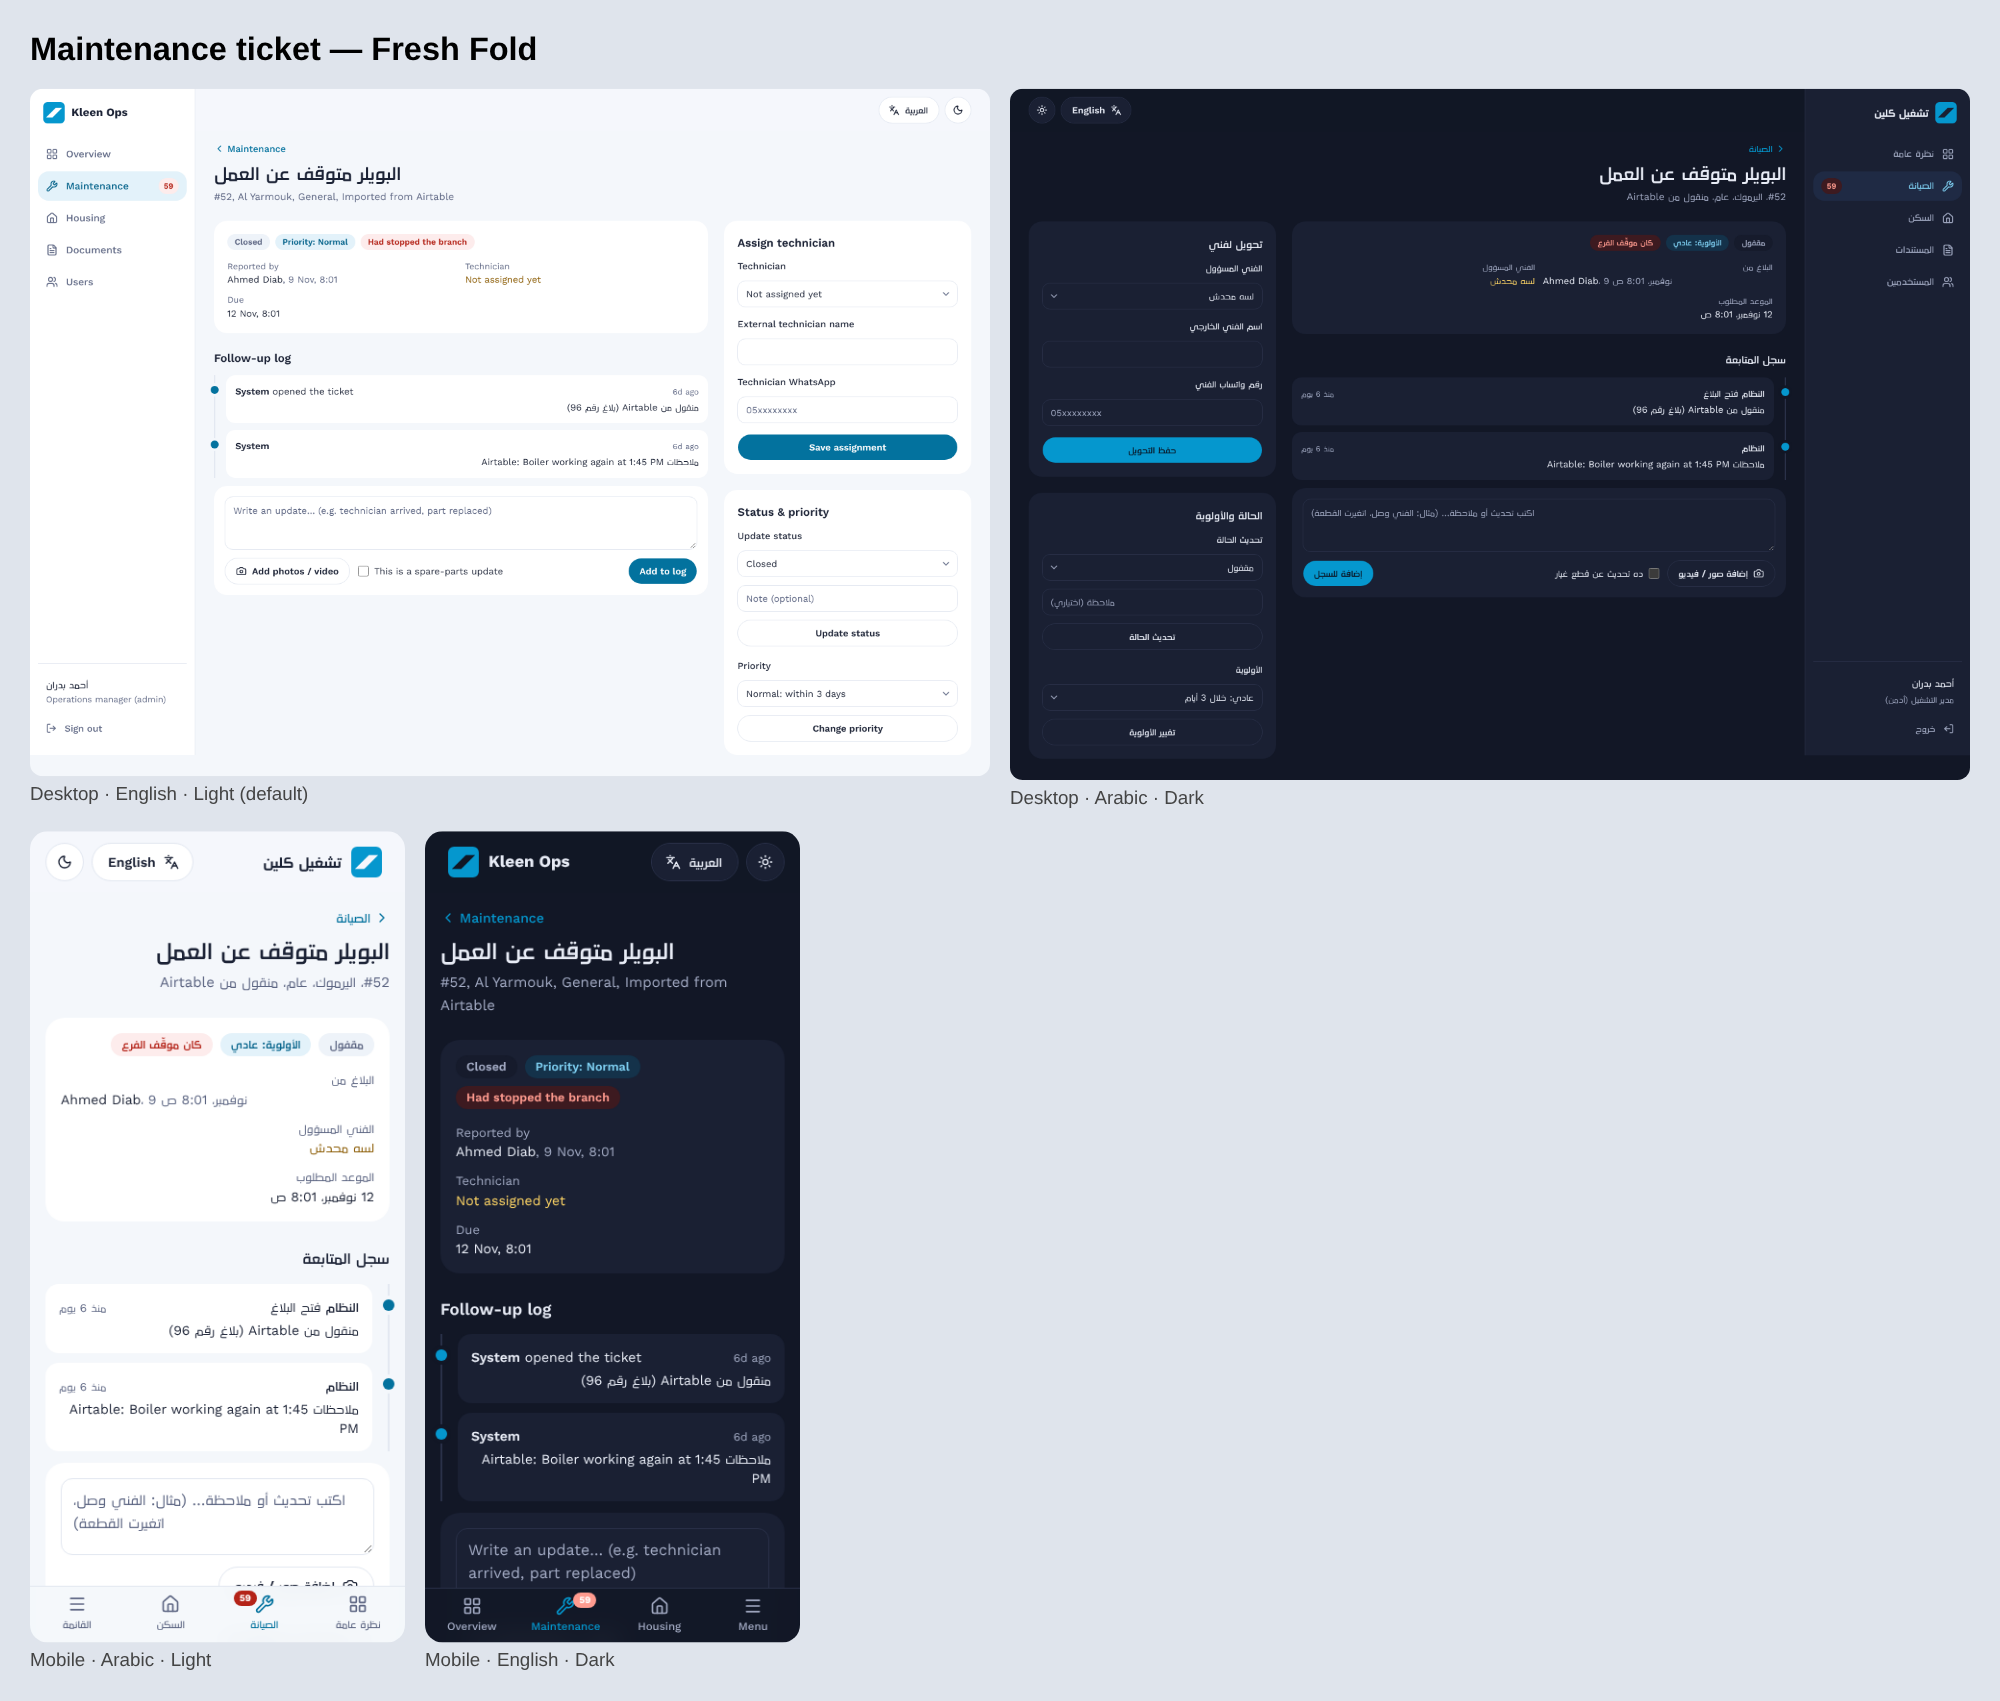 Maintenance ticket — Fresh Fold
Kleen Ops
Overview
Maintenance 59
Housing
Documents
Users
أحمد بدران
Operations manager (admin)
Sign out
العربية
Maintenance
البويلر متوقف عن العمل
#52, Al Yarmouk, General, Imported from Airtable
Closed Priority: Normal Had stopped the branch
Reported by Technician
Ahmed Diab, 9 Nov, 8:01 Not assigned yet
Due
12 Nov, 8:01
Follow-up log
System opened the ticket 6d ago
منقول من Airtable (بلاغ رقم 96)
System 6d ago
ملاحظات Airtable: Boiler working again at 1:45 PM
Write an update... (e.g. technician arrived, part replaced)
Add photos / video This is a spare-parts update Add to log
Assign technician
Technician
Not assigned yet
External technician name
Technician WhatsApp
05xxxxxxxx
Save assignment
Status & priority
Update status
Closed
Note (optional)
Update status
Priority
Normal: within 3 days
Change priority
Desktop · English · Light (default)
تشغيل كلين
نظرة عامة
الصيانة 59
السكن
المستندات
المستخدمين
أحمد بدران
مدير التشغيل (أدمن)
خروج
English
الصيانة
البويلر متوقف عن العمل
#52، اليرموك، عام، منقول من Airtable
مقفول الأولوية: عادي كان موقّف الفرع
البلاغ من الفني المسؤول
Ahmed Diab، 9 نوفمبر، 8:01 ص لسه محدش
الموعد المطلوب
12 نوفمبر، 8:01 ص
سجل المتابعة
النظام فتح البلاغ منذ 6 يوم
منقول من Airtable (بلاغ رقم 96)
النظام منذ 6 يوم
ملاحظات Airtable: Boiler working again at 1:45 PM
اكتب تحديث أو ملاحظة... (مثال: الفني وصل، اتغيرت القطعة)
إضافة صور / فيديو ده تحديث عن قطع غيار إضافة للسجل
تحويل لفني
الفني المسؤول
لسه محدش
اسم الفني الخارجي
رقم واتساب الفني
05xxxxxxxx
حفظ التحويل
الحالة والأولوية
تحديث الحالة
مقفول
ملاحظة (اختياري)
تحديث الحالة
الأولوية
عادي: خلال 3 أيام
تغيير الأولوية
Desktop · Arabic · Dark
تشغيل كلين
English
الصيانة
البويلر متوقف عن العمل
#52، اليرموك، عام، منقول من Airtable
مقفول الأولوية: عادي كان موقّف الفرع
البلاغ من
Ahmed Diab، 9 نوفمبر، 8:01 ص
الفني المسؤول
لسه محدش
الموعد المطلوب
12 نوفمبر، 8:01 ص
سجل المتابعة
النظام فتح البلاغ منذ 6 يوم
منقول من Airtable (بلاغ رقم 96)
النظام منذ 6 يوم
ملاحظات Airtable: Boiler working again at 1:45
PM
اكتب تحديث أو ملاحظة... (مثال: الفني وصل،
اتغيرت القطعة)
إضافة صور / فيديو
نظرة عامة
الصيانة 59
السكن
القائمة
Mobile · Arabic · Light
Kleen Ops
العربية
Maintenance
البويلر متوقف عن العمل
#52, Al Yarmouk, General, Imported from
Airtable
Closed Priority: Normal
Had stopped the branch
Reported by
Ahmed Diab, 9 Nov, 8:01
Technician
Not assigned yet
Due
12 Nov, 8:01
Follow-up log
System opened the ticket 6d ago
منقول من Airtable (بلاغ رقم 96)
System 6d ago
ملاحظات Airtable: Boiler working again at 1:45
PM
Write an update... (e.g. technician
arrived, part replaced)
Overview
Maintenance 59
Housing
Menu
Mobile · English · Dark